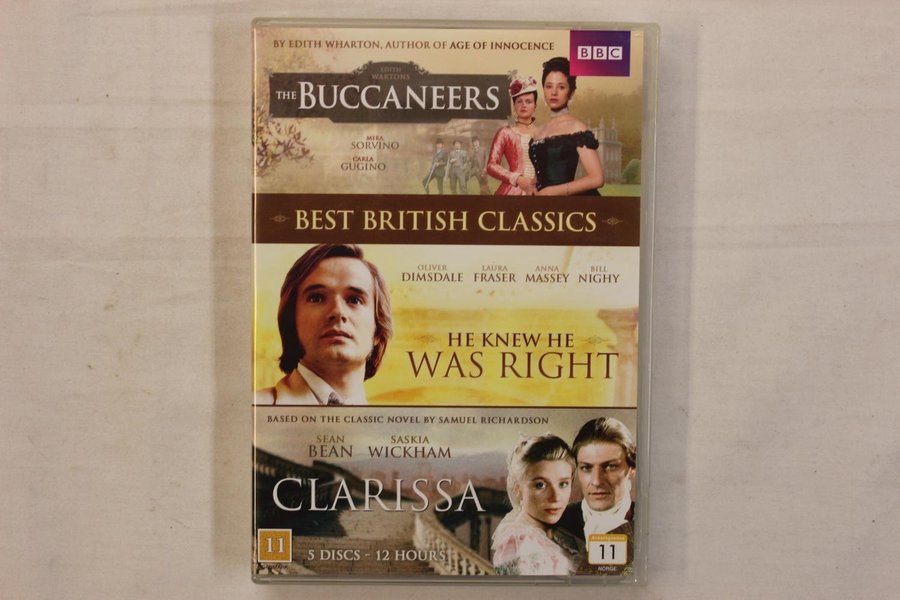 BY EDITH WHARTON, AUTHOR OF AGE OF INNOCENCE
BBC
EDITH
WARTONS
THE BUCCANEERS
MIRA
SORVINO
CARLA
GUGINO
BEST BRITISH CLASSICS
OLIVER
DIMSDALE
LAURA
FRASER
ANNA
MASSEY
BILL
NIGHY
HE KNEW HE
WAS RIGHT
BASED ON THE CLASSIC NOVEL BY SAMUEL RICHARDSON
SEAN
BEAN
SASKIA
WICKHAM
CLARISSA
11
5 DISCS - 12 HOURS
11
NORGE